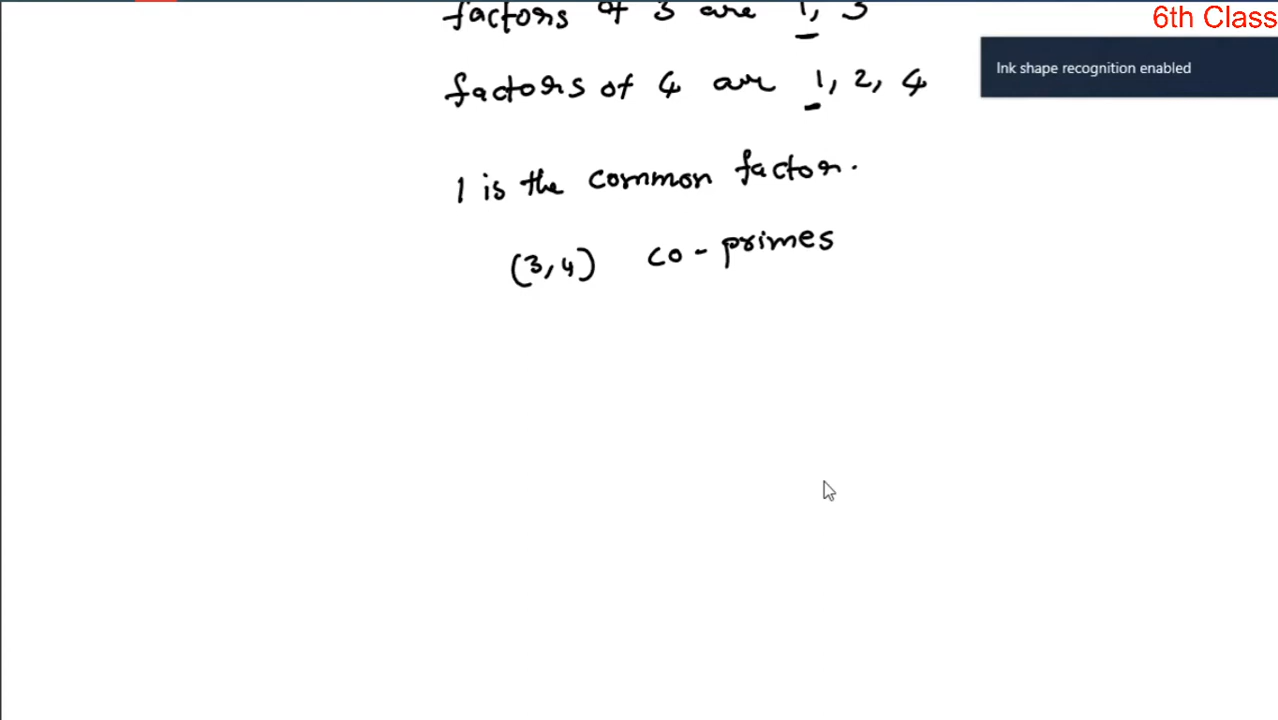 factors of 3 are 1, 3
6th Class
Ink shape recognition enabled
factors of 4 are 1, 2, 4
1 is the common factor.
(3, 4) co-primes